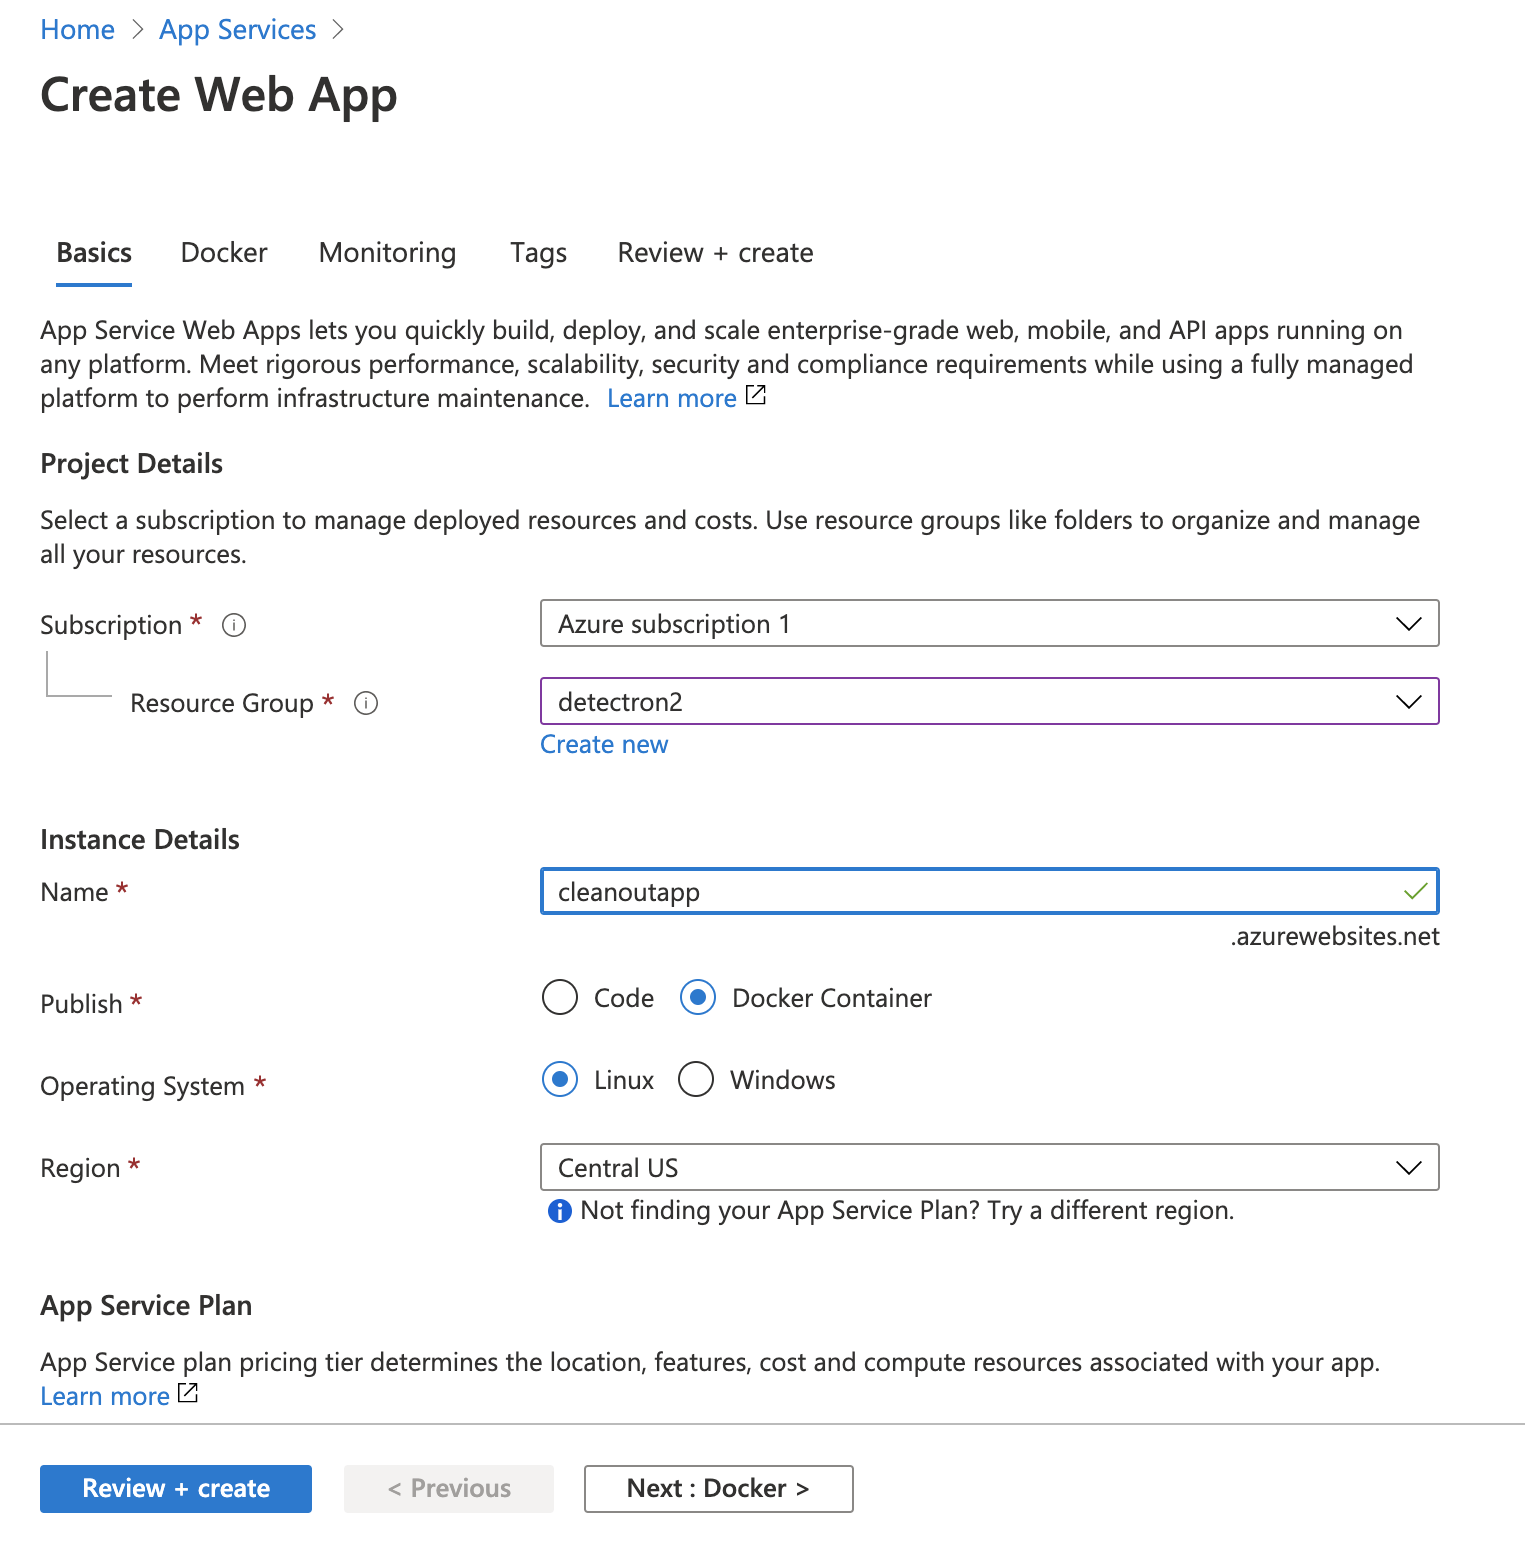 Home > App Services >
Create Web App
Basics Docker Monitoring Tags Review + create
App Service Web Apps lets you quickly build, deploy, and scale enterprise-grade web, mobile, and API apps running on
any platform. Meet rigorous performance, scalability, security and compliance requirements while using a fully managed
platform to perform infrastructure maintenance. Learn more
Project Details
Select a subscription to manage deployed resources and costs. Use resource groups like folders to organize and manage
all your resources.
Subscription * Azure subscription 1
Resource Group * detectron2
Create new
Instance Details
Name * cleanoutapp
.azurewebsites.net
Publish * Code Docker Container
Operating System * Linux Windows
Region * Central US
Not finding your App Service Plan? Try a different region.
App Service Plan
App Service plan pricing tier determines the location, features, cost and compute resources associated with your app.
Learn more
Review + create < Previous Next : Docker >